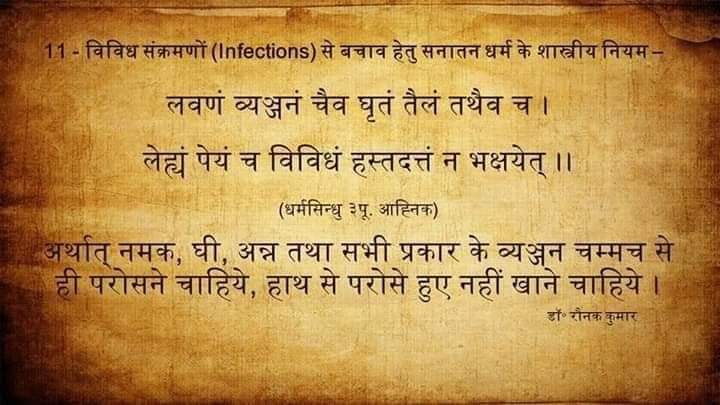 11 - विविध संक्रमणों (Infections) से बचाव हेतु सनातन धर्म के शास्त्रीय नियम –
लवणं व्यञ्जनं चैव घृतं तैलं तथैव च ।
लेह्यं पेयं च विविधं हस्तदत्तं न भक्षयेत् ।।
(धर्मसिन्धु ३पू. आह्निक)
अर्थात् नमक, घी, अन्न तथा सभी प्रकार के व्यञ्जन चम्मच से
ही परोसने चाहिये, हाथ से परोसे हुए नहीं खाने चाहिये ।
डॉ॰ रौनक कुमार